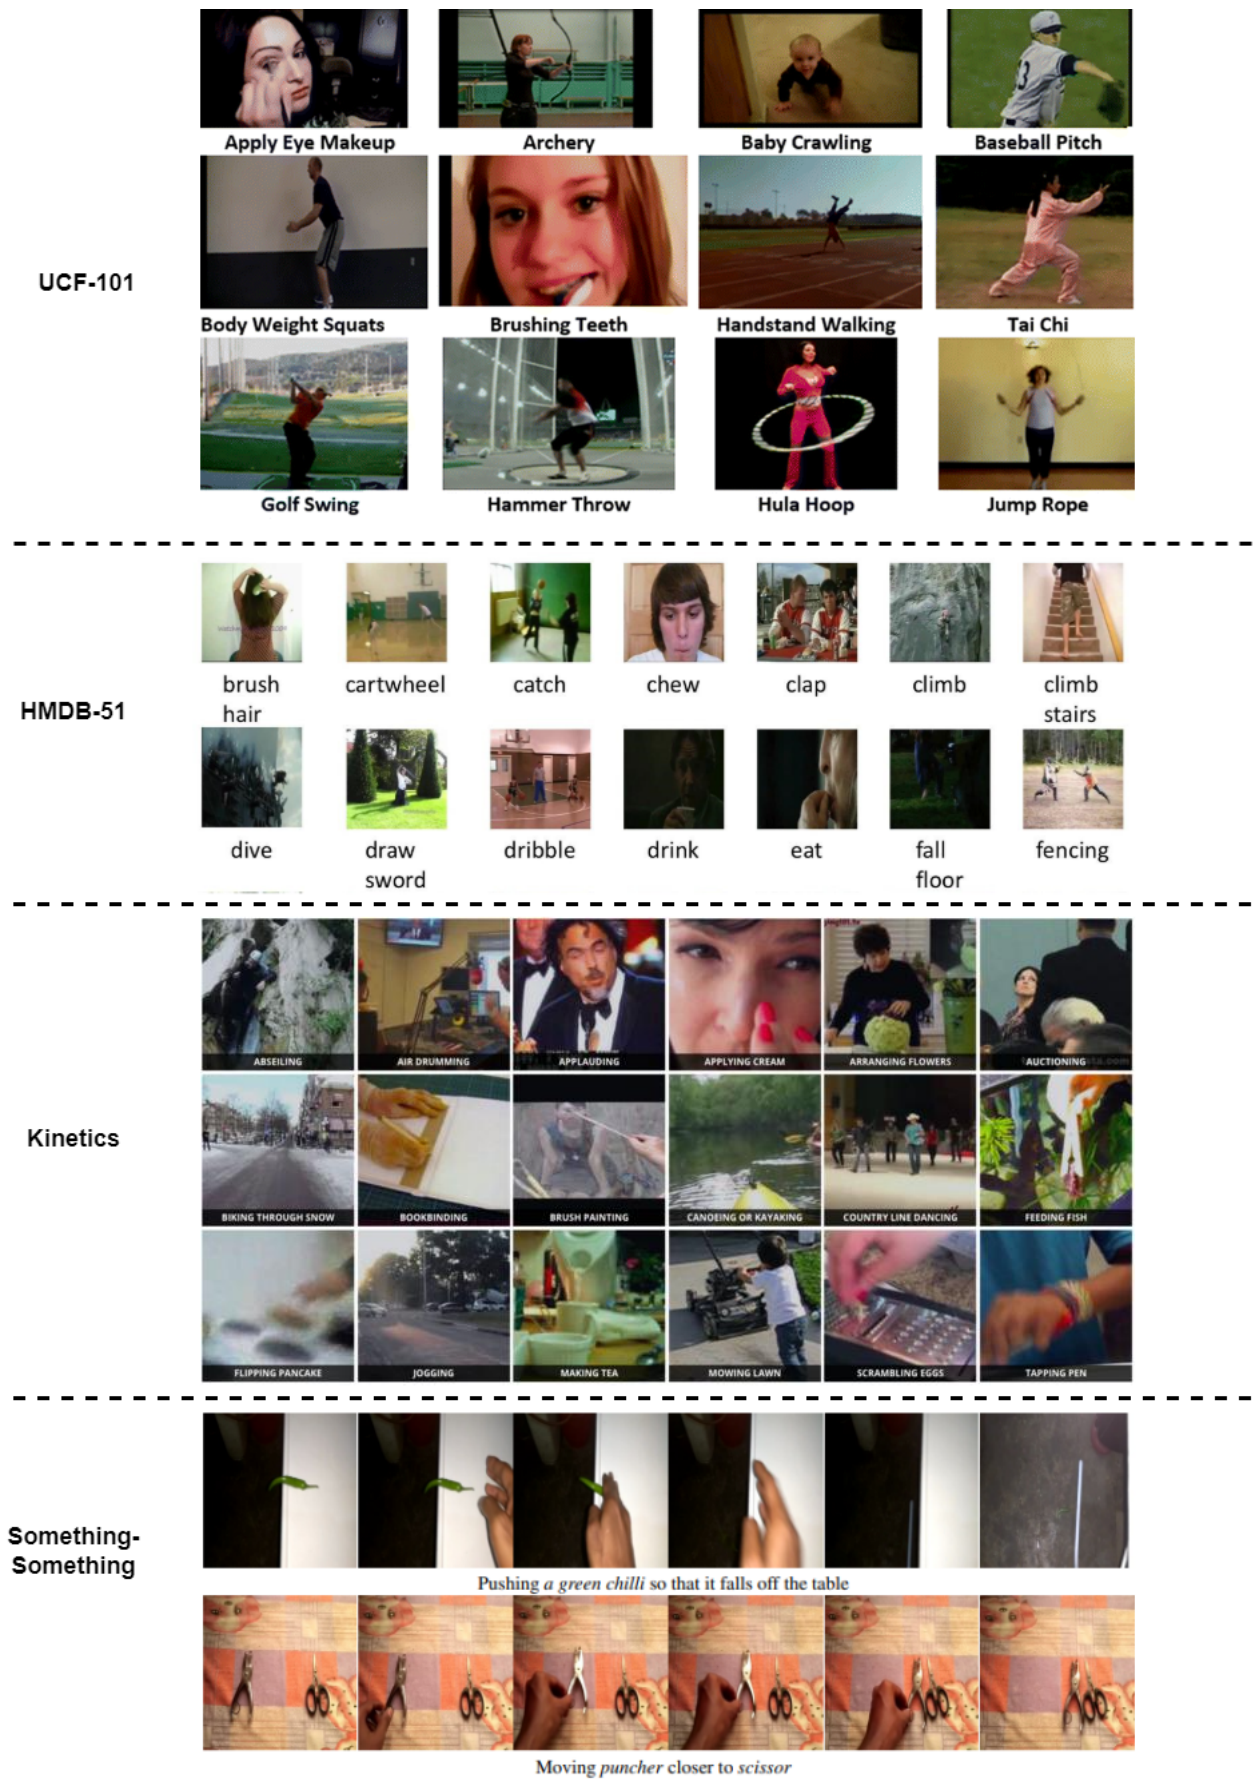 Apply Eye Makeup Archery Baby Crawling Baseball Pitch
UCF-101
Body Weight Squats Brushing Teeth Handstand Walking Tai Chi
Golf Swing Hammer Throw Hula Hoop Jump Rope
HMDB-51
brush hair cartwheel catch chew clap climb climb stairs
dive draw sword dribble drink eat fall floor fencing
Kinetics
ABSEILING AIR DRUMMING APPLAUDING APPLYING CREAM ARRANGING FLOWERS AUCTIONING
BIKING THROUGH SNOW BOOKBINDING BRUSH PAINTING CANOEING OR KAYAKING COUNTRY LINE DANCING FEEDING FISH
FLIPPING PANCAKE JOGGING MAKING TEA MOWING LAWN SCRAMBLING EGGS TAPPING PEN
Something-
Something
Pushing a green chilli so that it falls off the table
Moving puncher closer to scissor